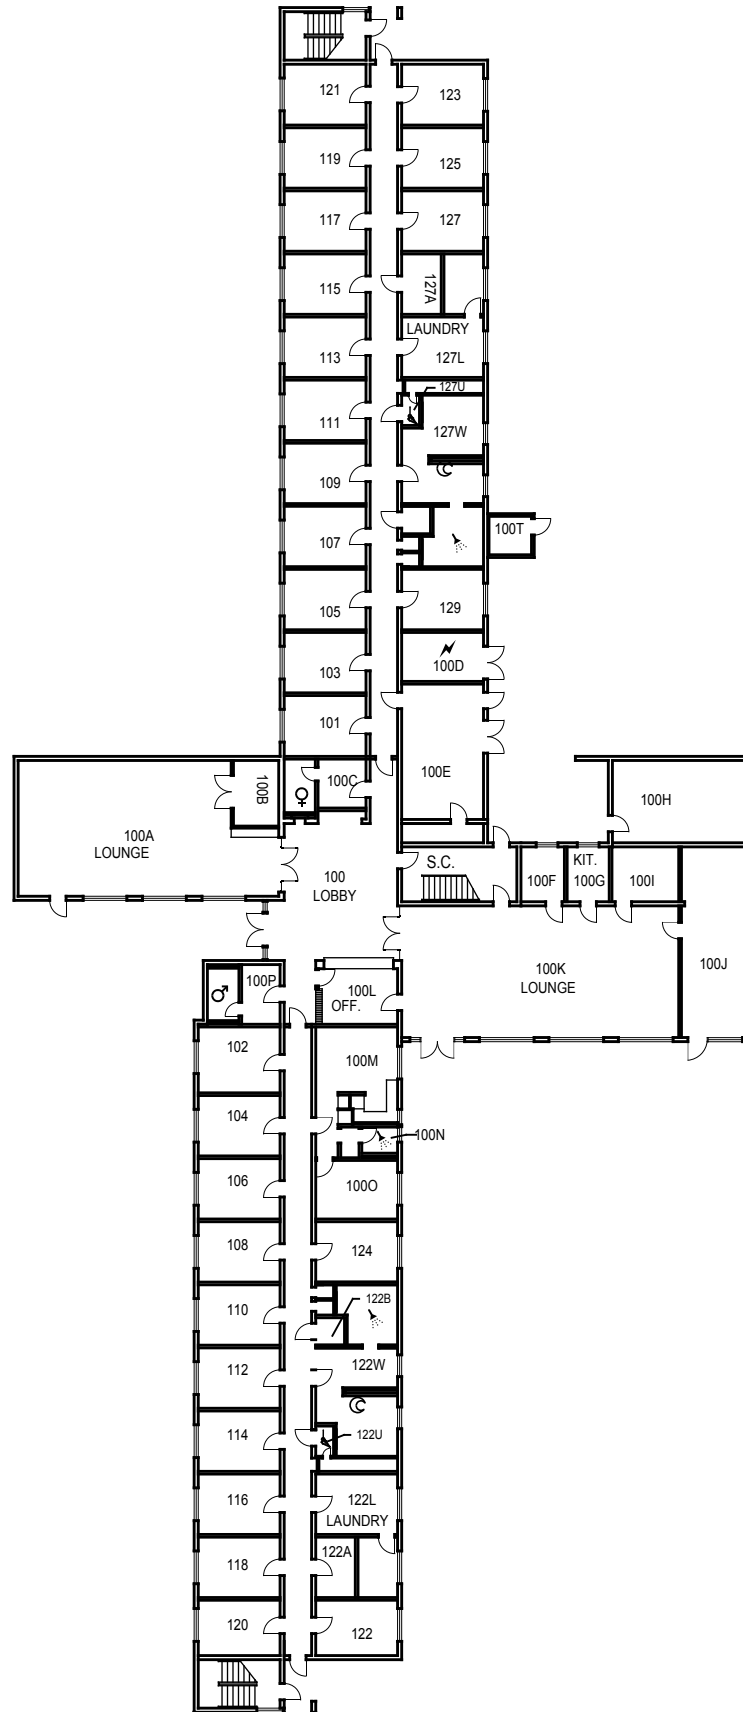 121
123
119
125
117
127
115
127A
LAUNDRY
113
127L
127U
111
127W
109
107
100T
105
129
103
100D
101
100C
100B
100E
100H
100A
LOUNGE
100
LOBBY
S.C.
100F
KIT.
100G
100I
100P
100L
OFF.
100K
LOUNGE
100J
102
100M
104
100N
106
100O
108
124
110
122B
112
122W
114
122U
116
122L
LAUNDRY
118
122A
120
122